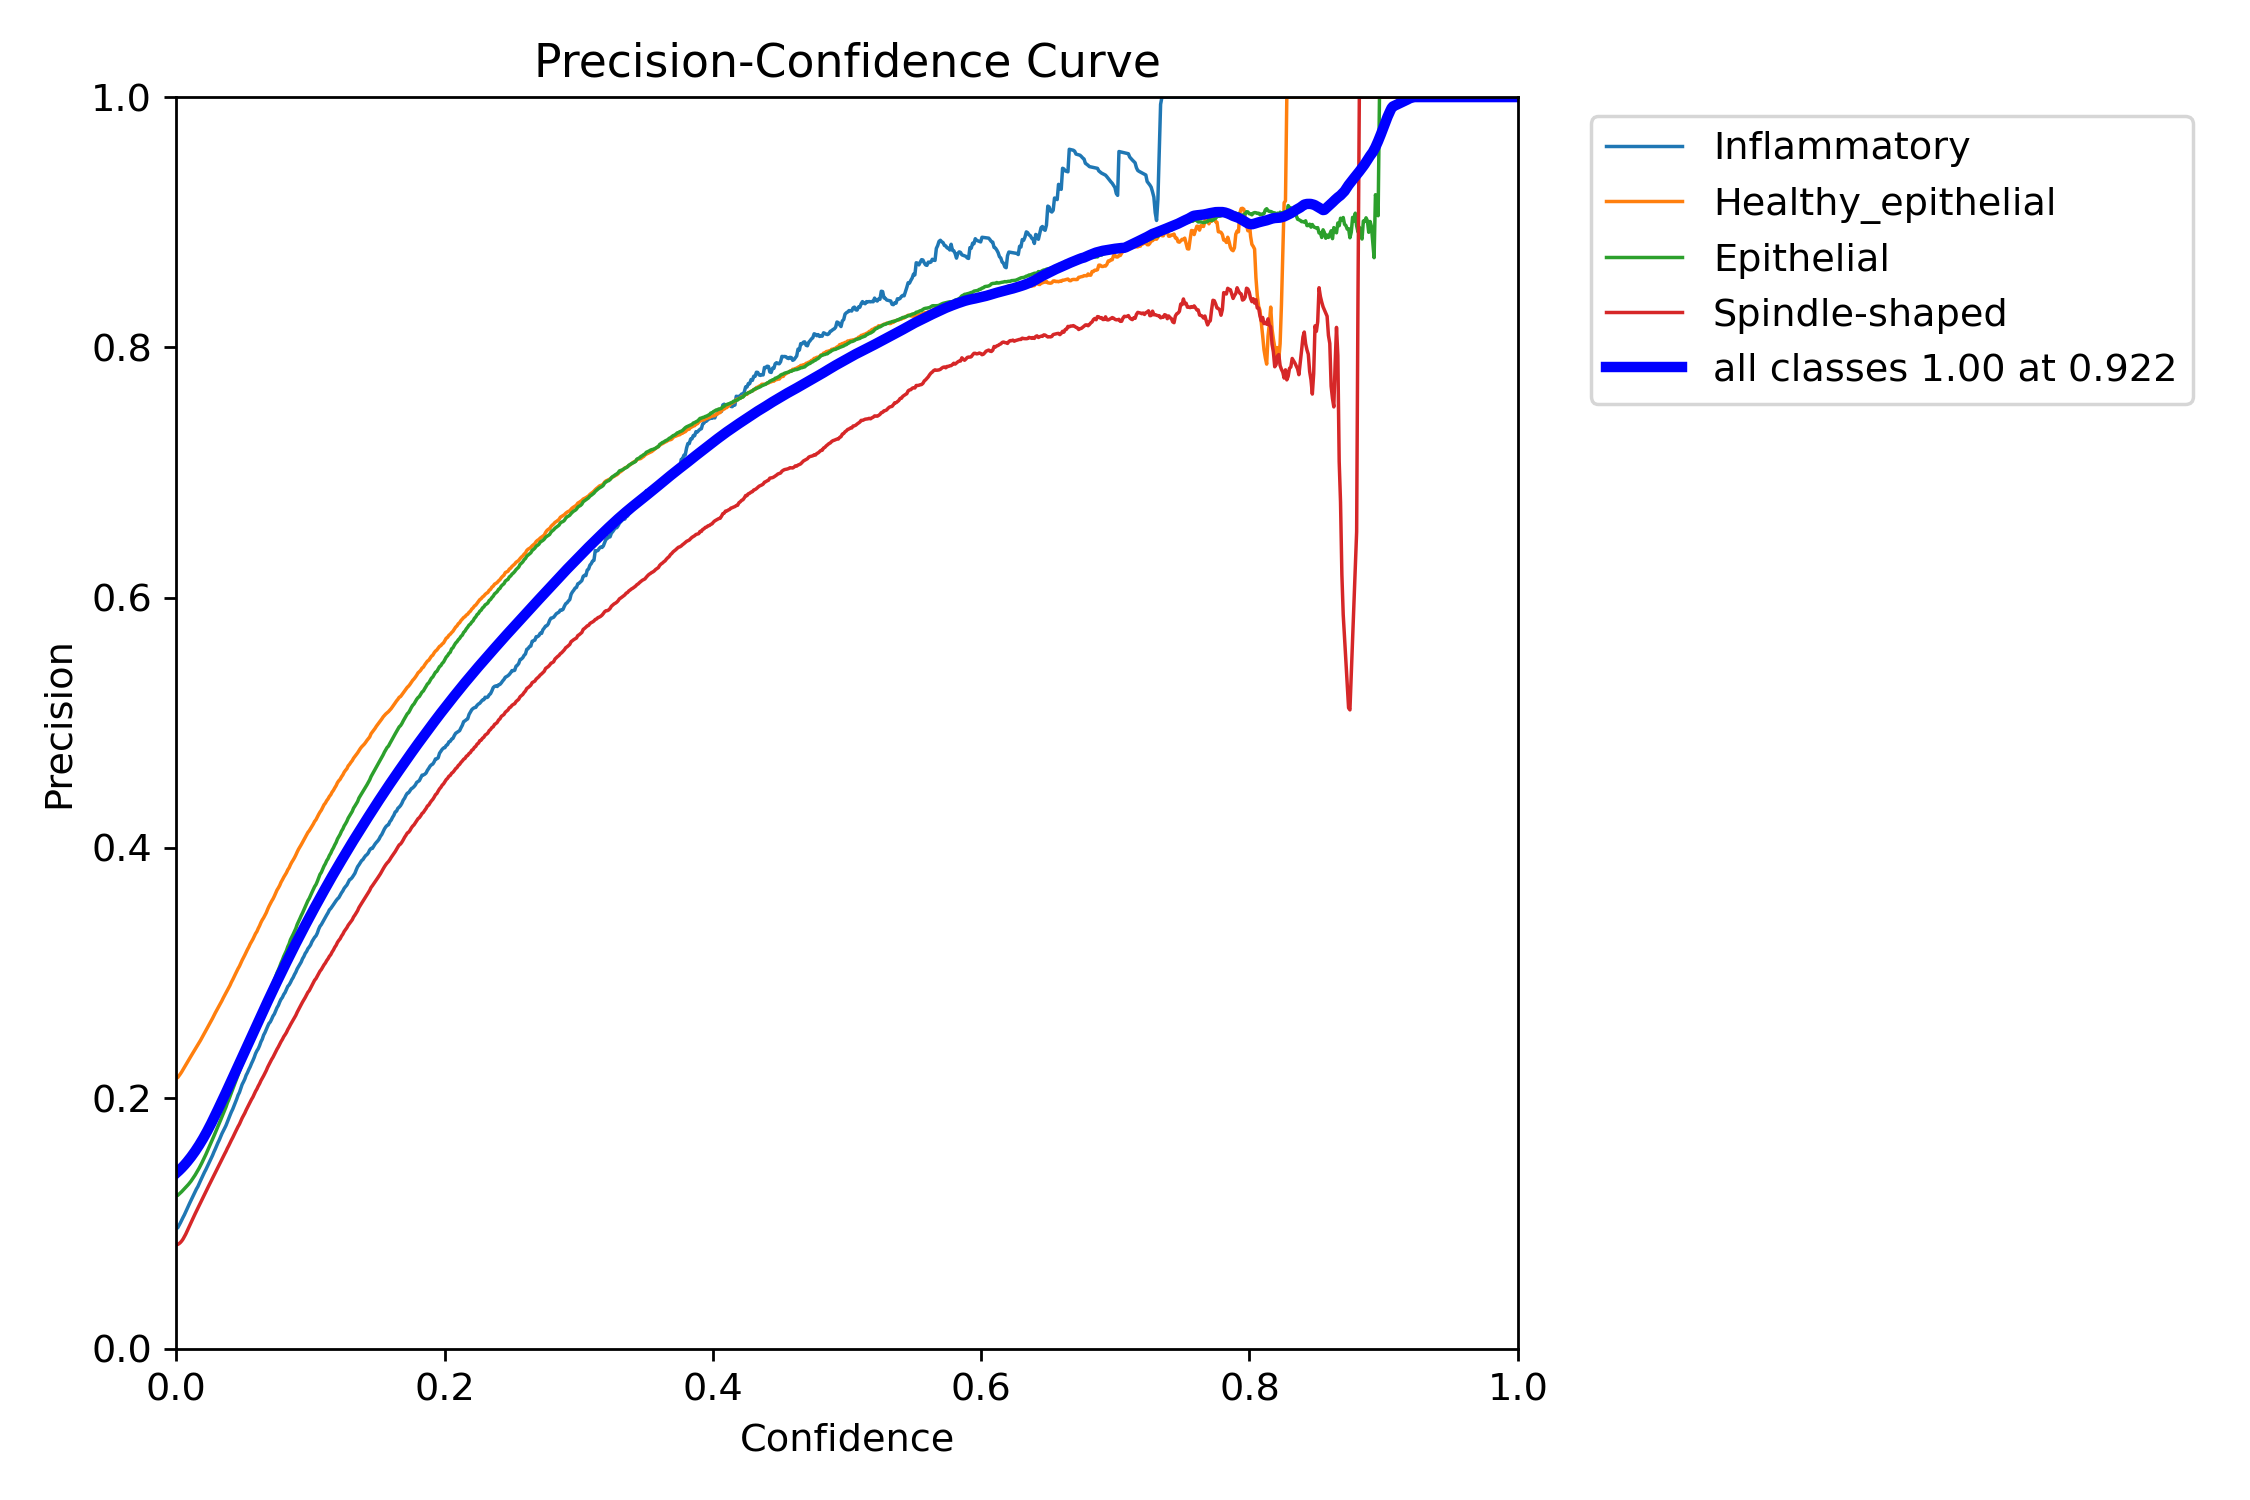 Precision-Confidence Curve
1.0
0.8
0.6
0.4
0.2
0.0
Precision
0.0 0.2 0.4 0.6 0.8 1.0
Confidence
Inflammatory
Healthy_epithelial
Epithelial
Spindle-shaped
all classes 1.00 at 0.922